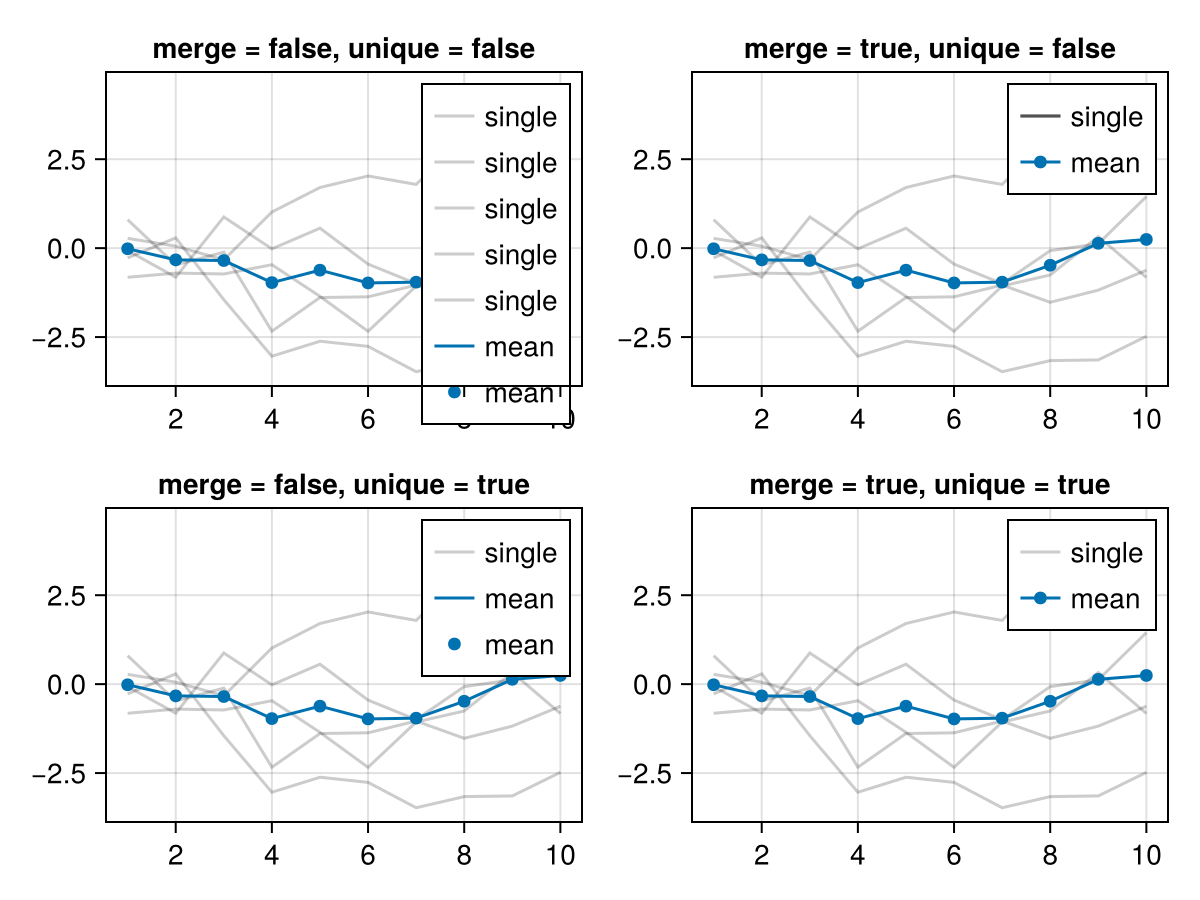 merge = false, unique = false
single
single
single
single
single
mean
mean
2.5
0.0
−2.5
2 4 6 8 10
merge = true, unique = false
single
mean
2.5
0.0
−2.5
2 4 6 8 10
merge = false, unique = true
single
mean
mean
2.5
0.0
−2.5
2 4 6 8 10
merge = true, unique = true
single
mean
2.5
0.0
−2.5
2 4 6 8 10